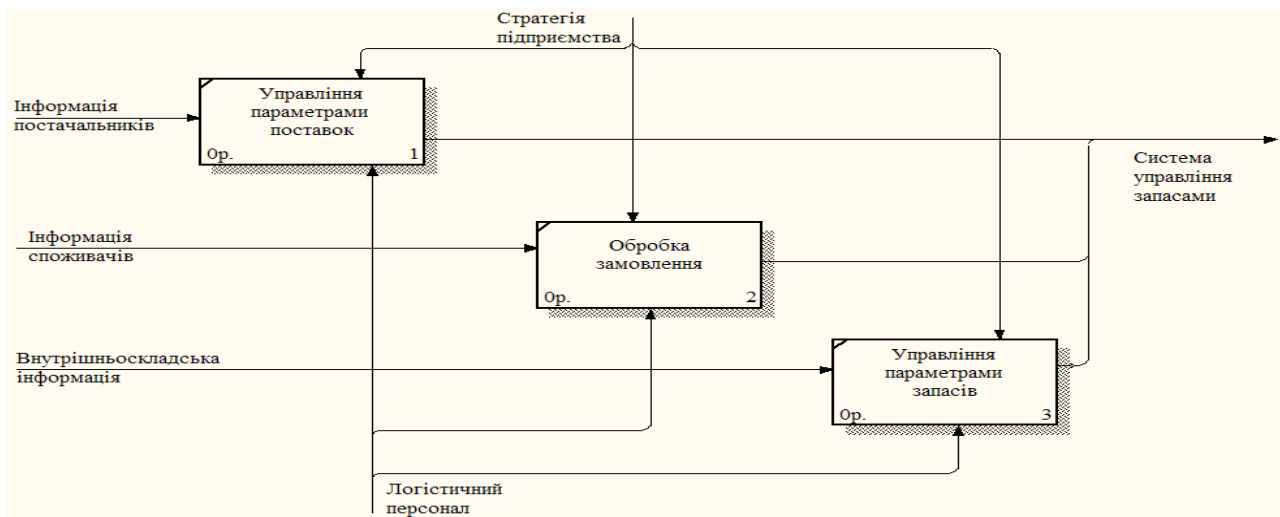 Стратегія
підприємства
Управління
параметрами
поставок
0р.
1
Інформація
постачальників
Система
управління
запасами
Інформація
споживачів
Обробка
замовлення
0р.
2
Внутрішньоскладська
інформація
Управління
параметрами
запасів
0р.
3
Логістичний
персонал